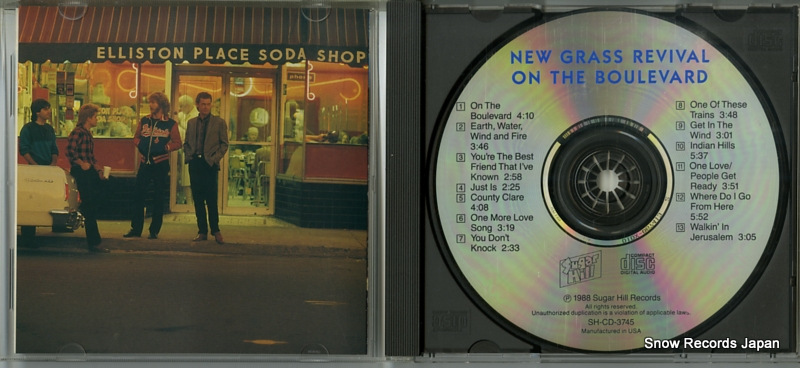 ELLISTON PLACE SODA SHOP
phone
NEW GRASS REVIVAL
ON THE BOULEVARD
1 On The
Boulevard 4:10
2 Earth, Water,
Wind and Fire
3:46
3 You're The Best
Friend That I've
Known 2:58
4 Just Is 2:25
5 County Clare
4:08
6 One More Love
Song 3:19
7 You Don't
Knock 2:33
8 One Of These
Trains 3:48
9 Get In The
Wind 3:01
10 Indian Hills
5:37
11 One Love/
People Get
Ready 3:51
12 Where Do I Go
From Here
5:52
13 Walkin' In
Jerusalem 3:05
Sugar
Hill
COMPACT
disc
DIGITAL AUDIO
℗ 1988 Sugar Hill Records
All rights reserved.
Unauthorized duplication is a violation of applicable laws.
SH-CD-3745
Manufactured in USA
Snow Records Japan